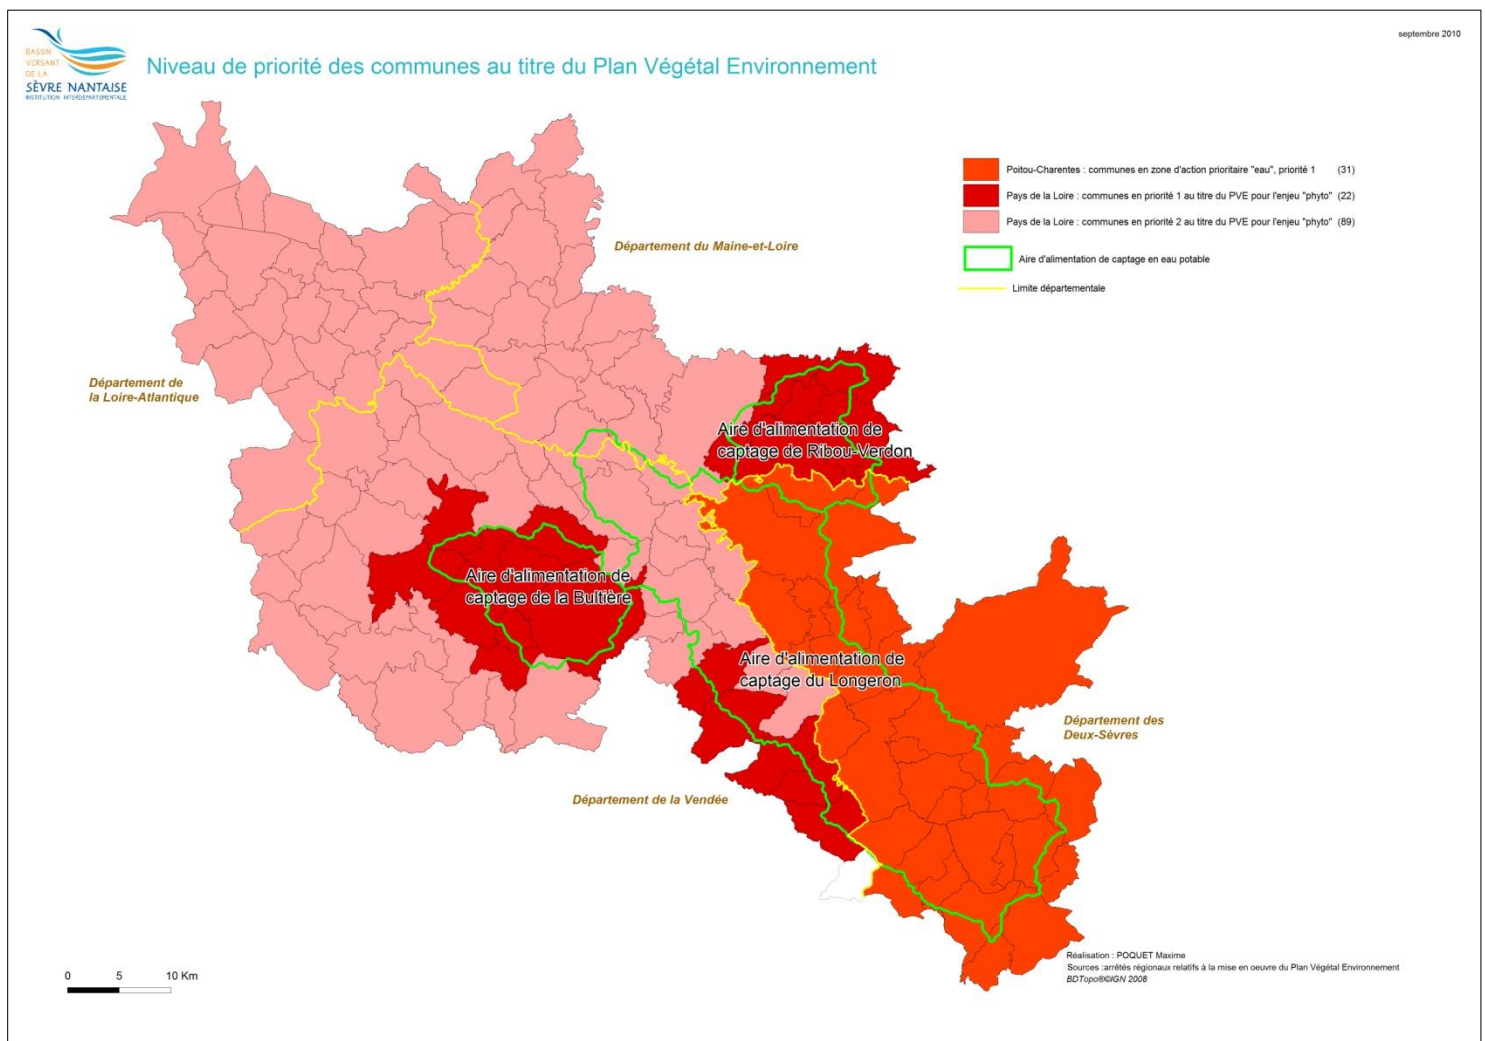 septembre 2010
BASSIN
VERSANT
DE LA
SÈVRE NANTAISE
INSTITUTION INTERDEPARTEMENTALE
Niveau de priorité des communes au titre du Plan Végétal Environnement
Poitou-Charentes : communes en zone d'action prioritaire "eau", priorité 1 (31)
Pays de la Loire : communes en priorité 1 au titre du PVE pour l'enjeu "phyto" (22)
Pays de la Loire : communes en priorité 2 au titre du PVE pour l'enjeu "phyto" (89)
Aire d'alimentation de captage en eau potable
Limite départementale
Département du Maine-et-Loire
Département de
la Loire-Atlantique
Aire d'alimentation de
captage de Ribou-Verdon
Aire d'alimentation de
captage de la Bultière
Aire d'alimentation de
captage du Longeron
Département des
Deux-Sèvres
Département de la Vendée
0 5 10 Km
Réalisation : POQUET Maxime
Sources :arrêtés régionaux relatifs à la mise en oeuvre du Plan Végétal Environnement
BDTopo®©IGN 2008